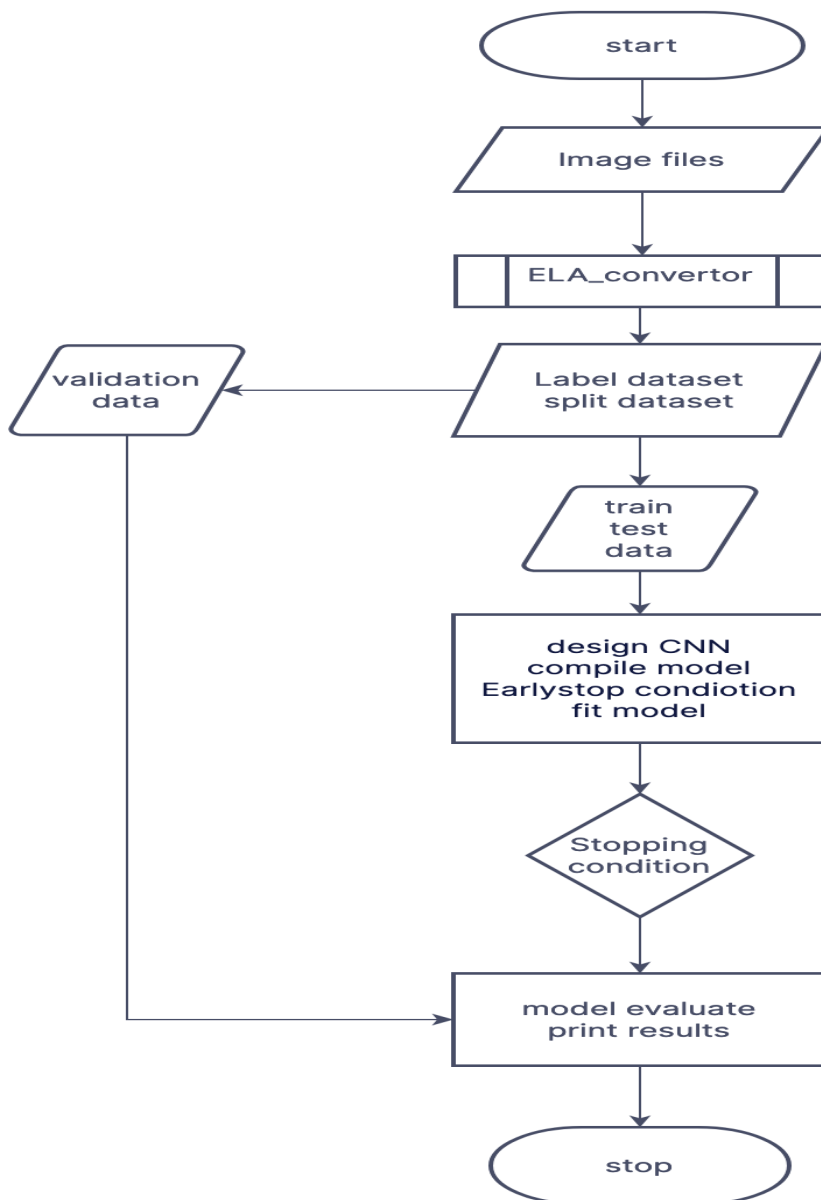 start
Image files
ELA_convertor
Label dataset
split dataset
validation
data
train
test
data
design CNN
compile model
Earlystop condiotion
fit model
Stopping
condition
model evaluate
print results
stop